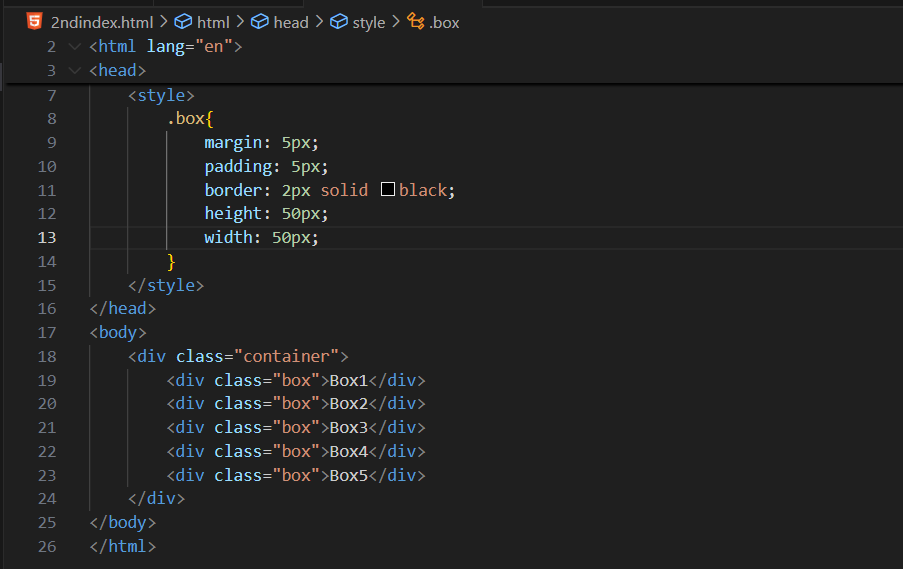 2ndindex.html > html > head > style > .box
2 <html lang="en">
3 <head>
7 <style>
8 .box{
9 margin: 5px;
10 padding: 5px;
11 border: 2px solid black;
12 height: 50px;
13 width: 50px;
14 }
15 </style>
16 </head>
17 <body>
18 <div class="container">
19 <div class="box">Box1</div>
20 <div class="box">Box2</div>
21 <div class="box">Box3</div>
22 <div class="box">Box4</div>
23 <div class="box">Box5</div>
24 </div>
25 </body>
26 </html>